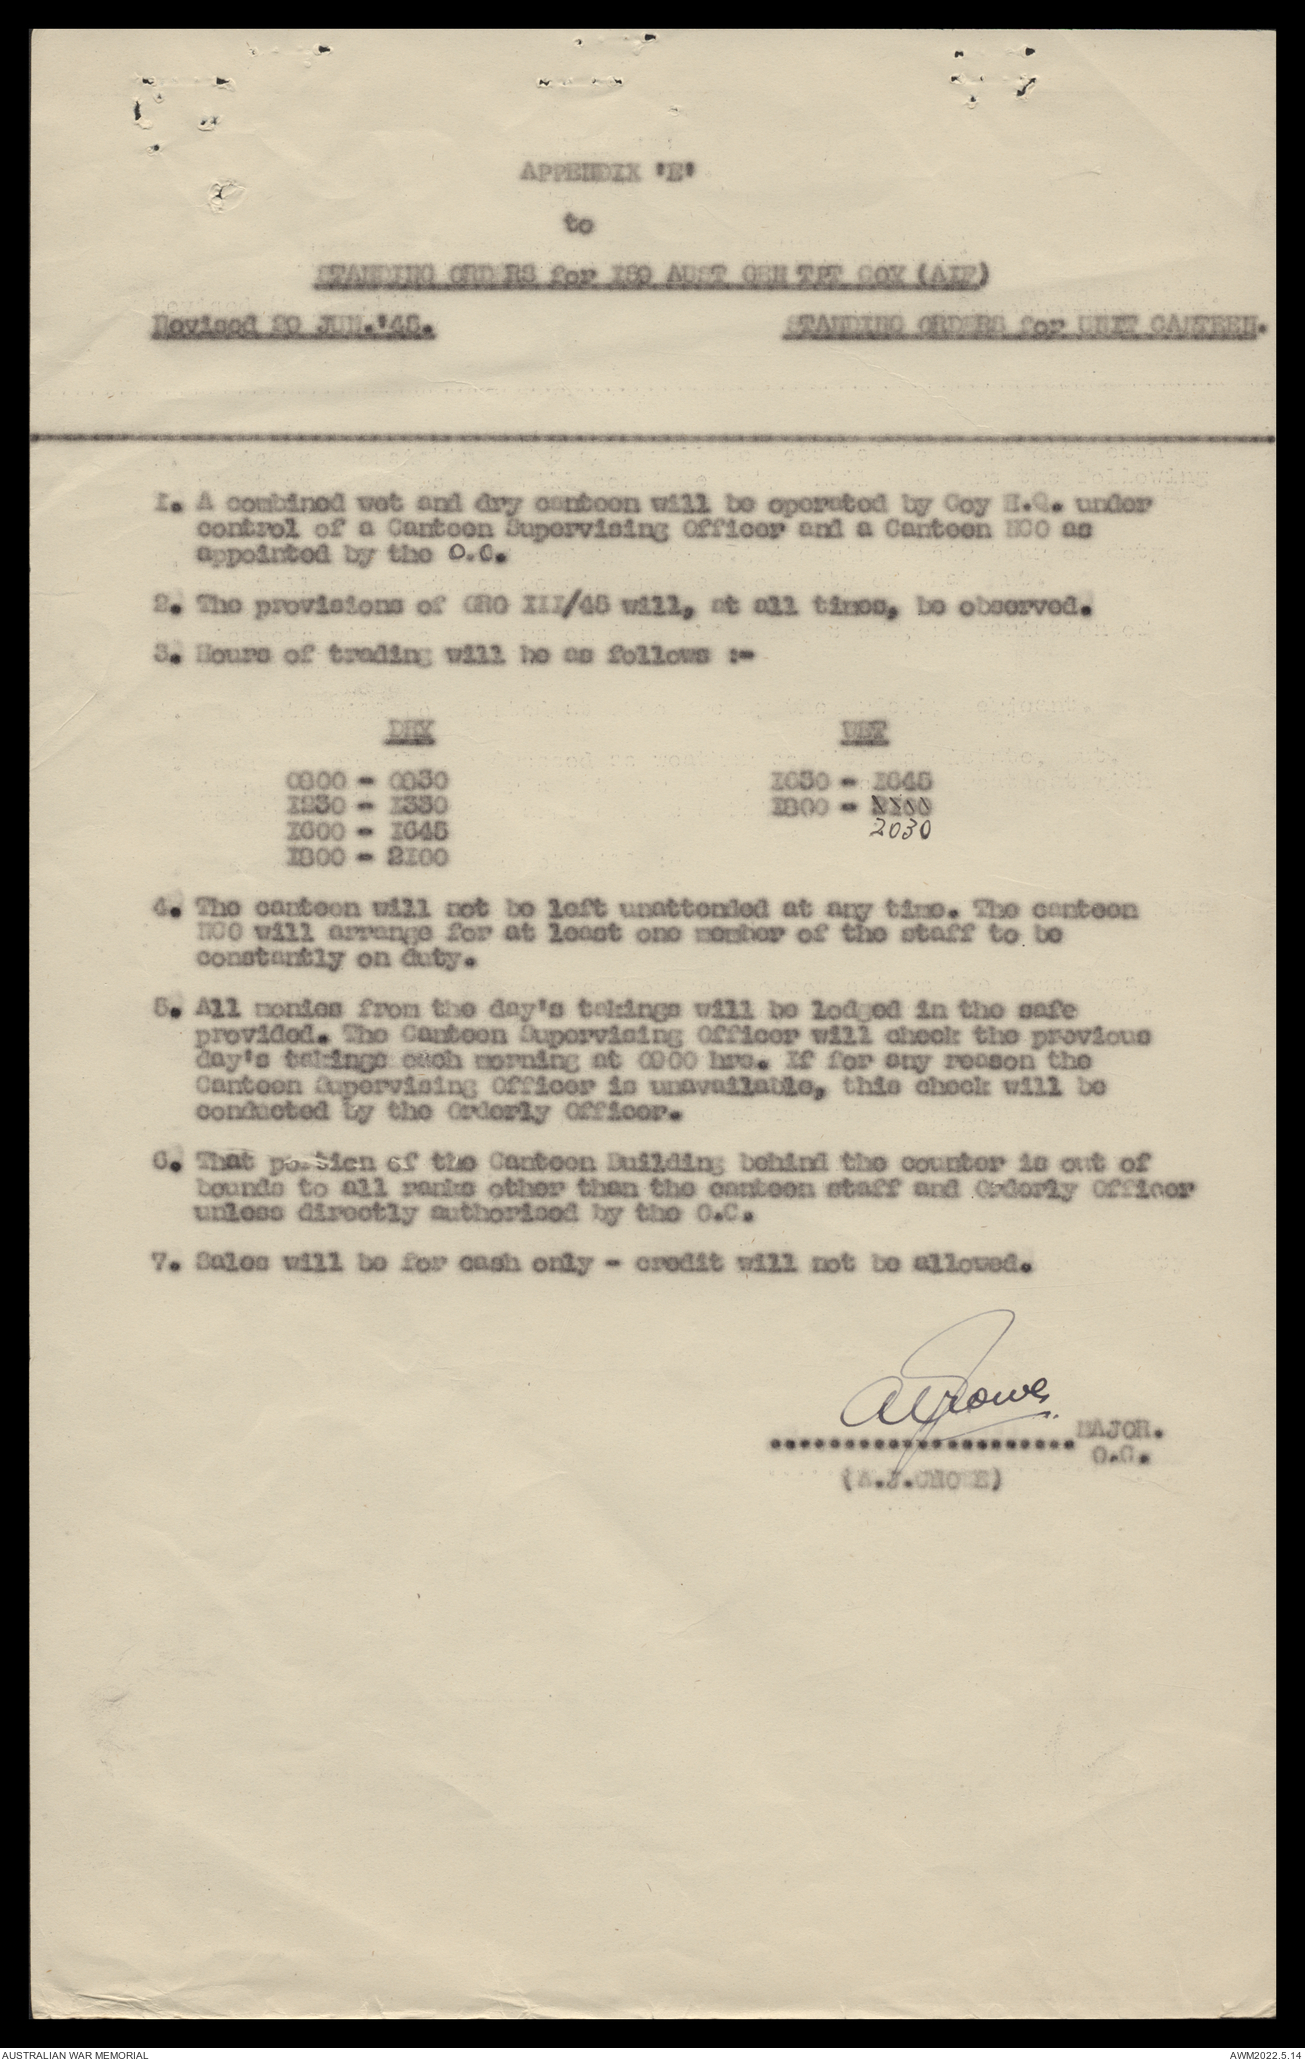 APPENDIX 'E'
to
STANDING ORDERS for 150 AUST GEN TPT COY (AIF)
Revised 20 JUN.'45.
STANDING ORDERS for UNIT CANTEEN.
1. A combined wet and dry canteen will be operated by Coy H.Q. under
control of a Canteen Supervising Officer and a Canteen NCO as
appointed by the O.C.
2. The provisions of GRO III/45 will, at all times, be observed.
3. Hours of trading will be as follows :-
DRY WET
0800 - 0830 1630 - 1645
1230 - 1330 1800 - 2100
1600 - 1645 2030
1800 - 2100
4. The canteen will not be left unattended at any time. The canteen
NCO will arrange for at least one member of the staff to be
constantly on duty.
5. All monies from the day's takings will be lodged in the safe
provided. The Canteen Supervising Officer will check the previous
day's takings each morning at 0900 hrs. If for any reason the
Canteen Supervising Officer is unavailable, this check will be
conducted by the Orderly Officer.
6. That portion of the Canteen Building behind the counter is out of
bounds to all ranks other than the canteen staff and Orderly Officer
unless directly authorised by the O.C.
7. Sales will be for cash only - credit will not be allowed.
.....................MAJOR.
O.C.
AUSTRALIAN WAR MEMORIAL
AWM2022.5.14